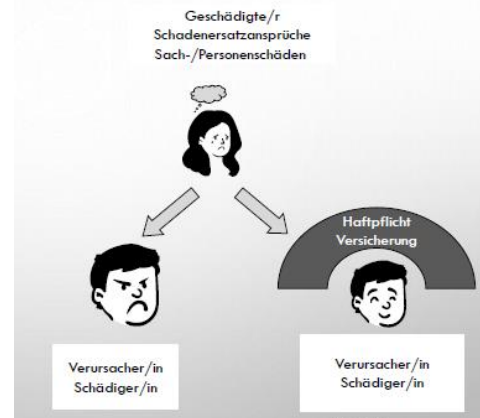 Geschädigte/r
Schadenersatzansprüche
Sach-/Personenschäden
Haftpflicht
Versicherung
Verursacher/in
Schädiger/in
Verursacher/in
Schädiger/in